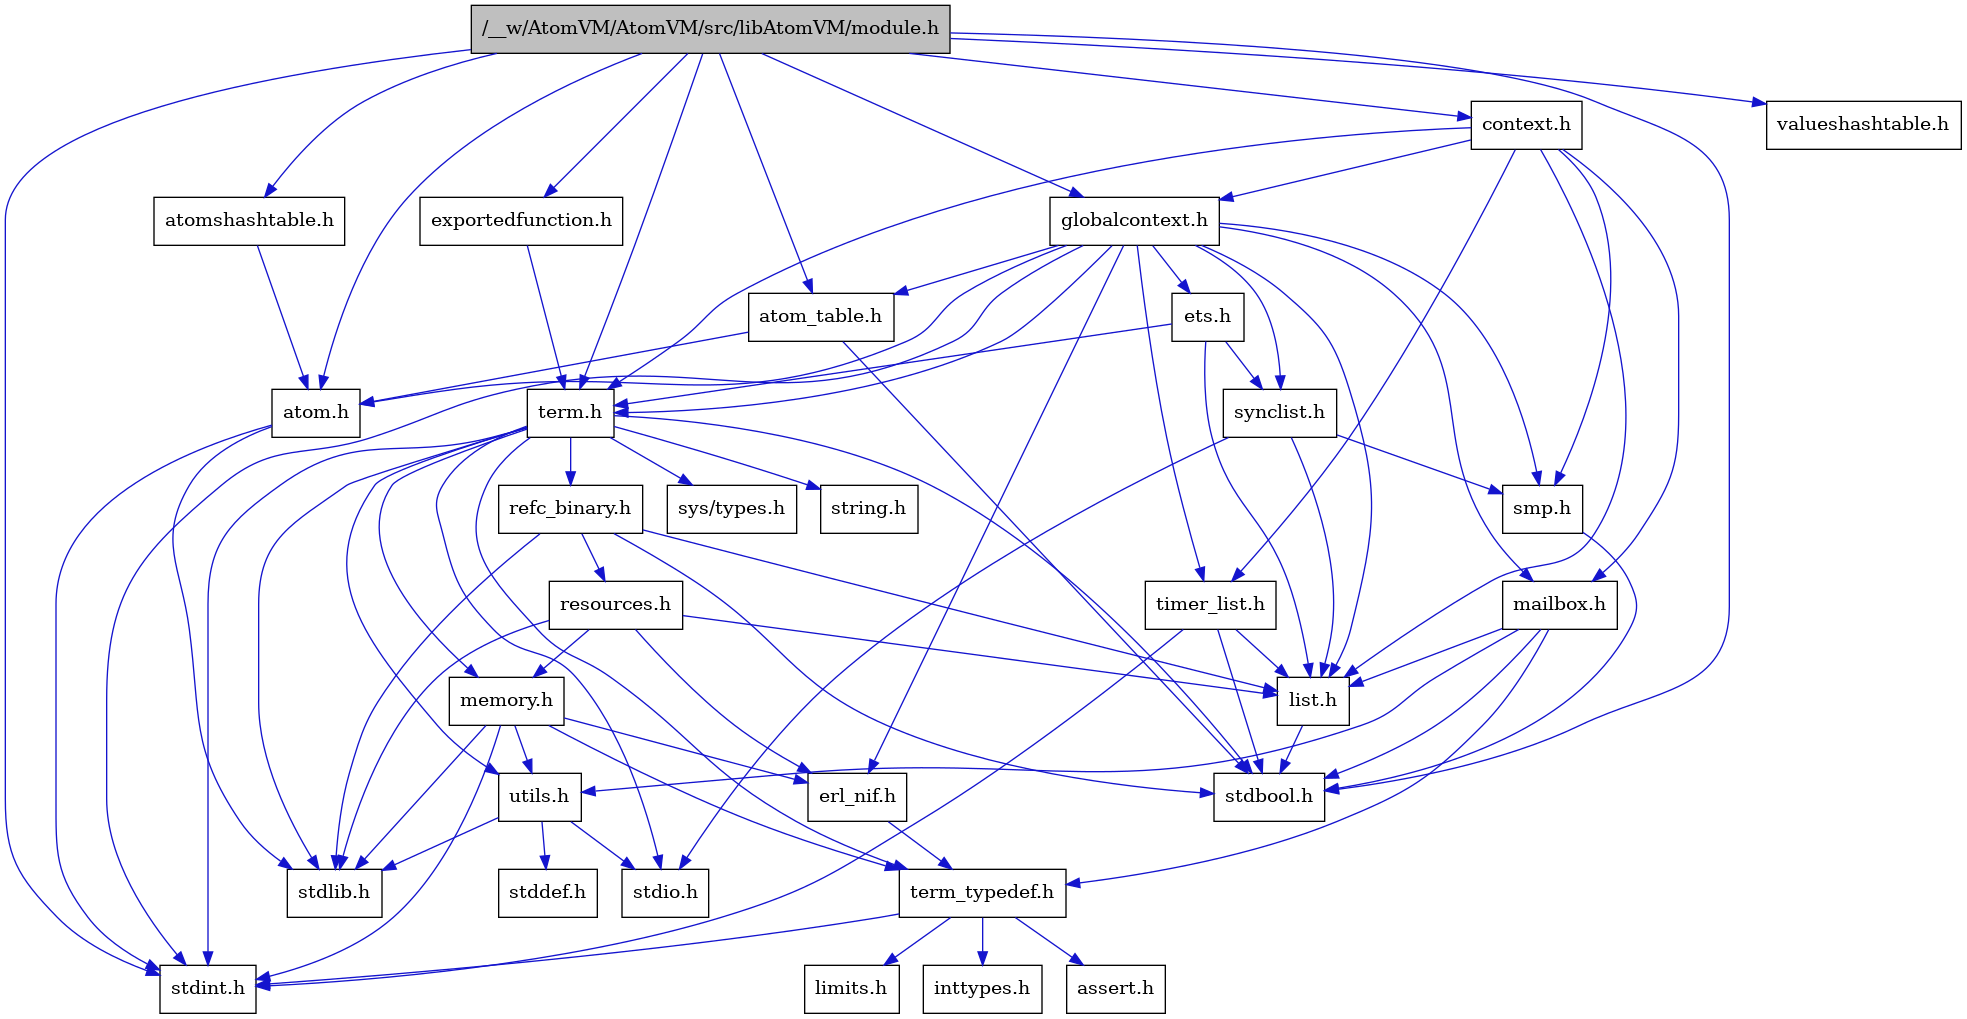 /__w/AtomVM/AtomVM/src/libAtomVM/module.h
context.h
valueshashtable.h
atomshashtable.h
exportedfunction.h
globalcontext.h
atom_table.h
ets.h
atom.h
term.h
synclist.h
refc_binary.h
sys/types.h
string.h
smp.h
resources.h
timer_list.h
mailbox.h
memory.h
list.h
utils.h
erl_nif.h
stdbool.h
stdlib.h
stddef.h
stdio.h
term_typedef.h
stdint.h
limits.h
inttypes.h
assert.h